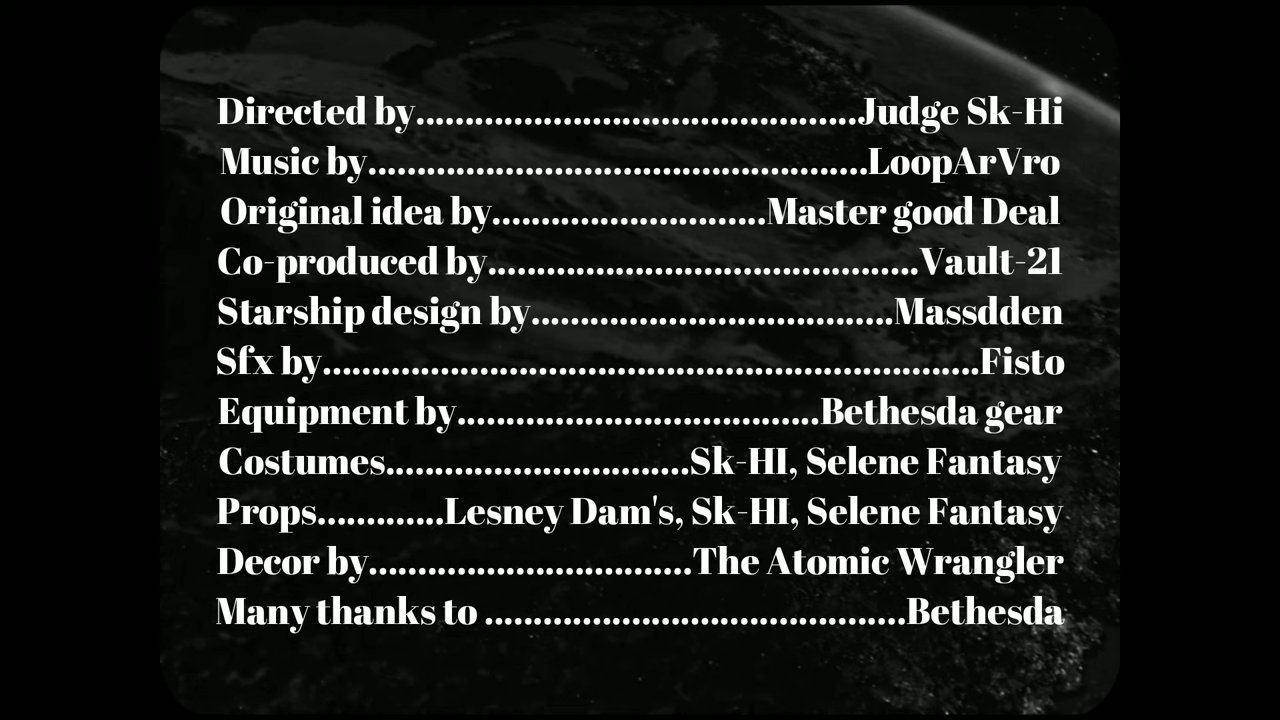 Directed by............................................Judge Sk-Hi
Music by..................................................LoopArVro
Original idea by...........................Master good Deal
Co-produced by...........................................Vault-21
Starship design by....................................Massdden
Sfx by.................................................................Fisto
Equipment by....................................Bethesda gear
Costumes..............................Sk-HI, Selene Fantasy
Props.............Lesney Dam's, Sk-HI, Selene Fantasy
Decor by................................The Atomic Wrangler
Many thanks to ..........................................Bethesda